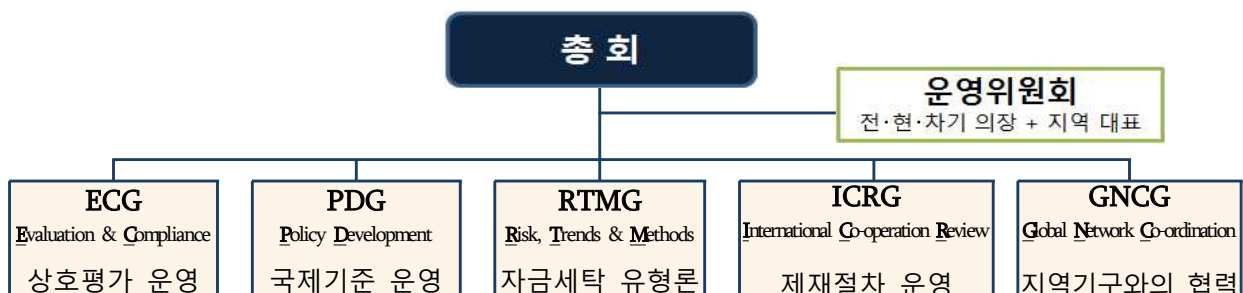 총 회
운영위원회
전·현·차기 의장 + 지역 대표
ECG
Evaluation & Compliance
상호평가 운영
PDG
Policy Development
국제기준 운영
RTMG
Risk, Trends & Methods
자금세탁 유형론
ICRG
International Co-operation Review
제재절차 운영
GNCG
Global Network Co-ordination
지역기구와의 협력